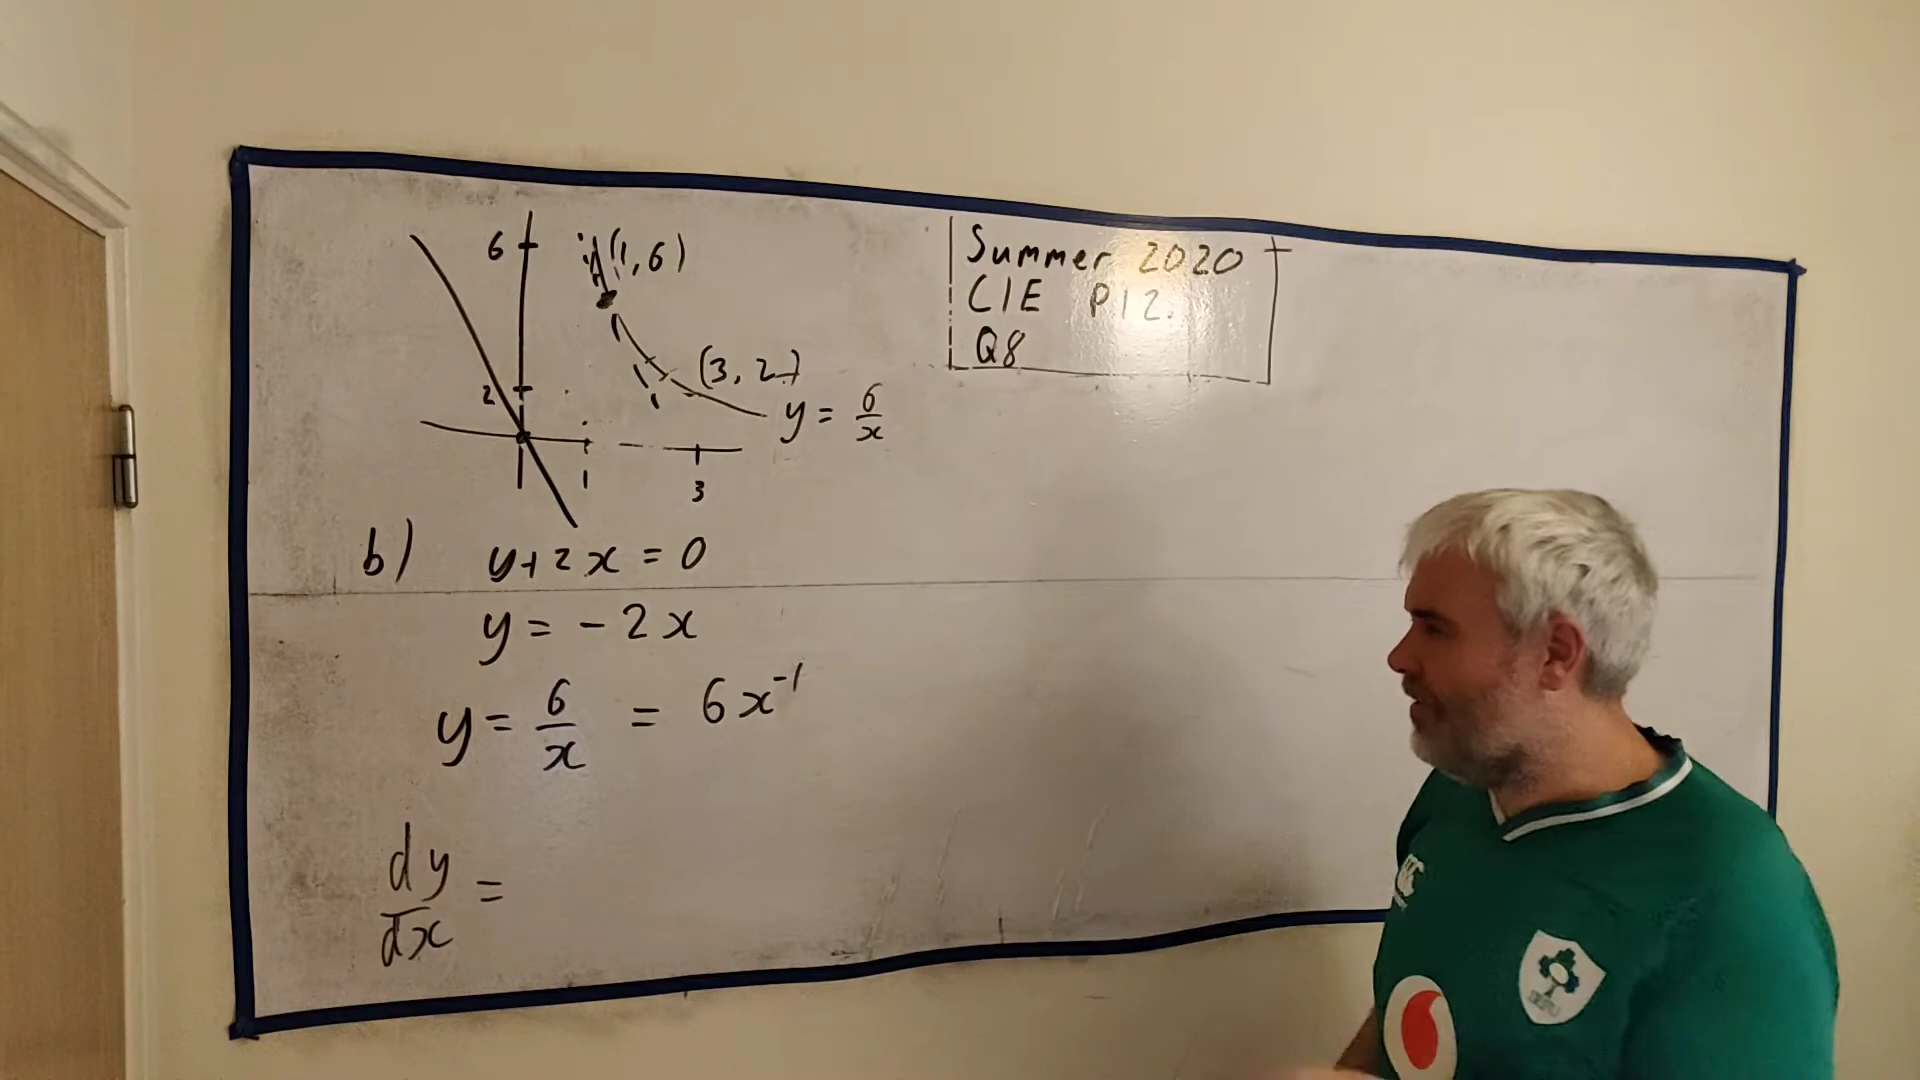 6
(1,6)
2
(3,2)
y = 6/x
1
3
Summer 2020
CIE P12.
Q8
b) y+2x=0
y = -2x
y = 6/x = 6x⁻¹
dy/dx =